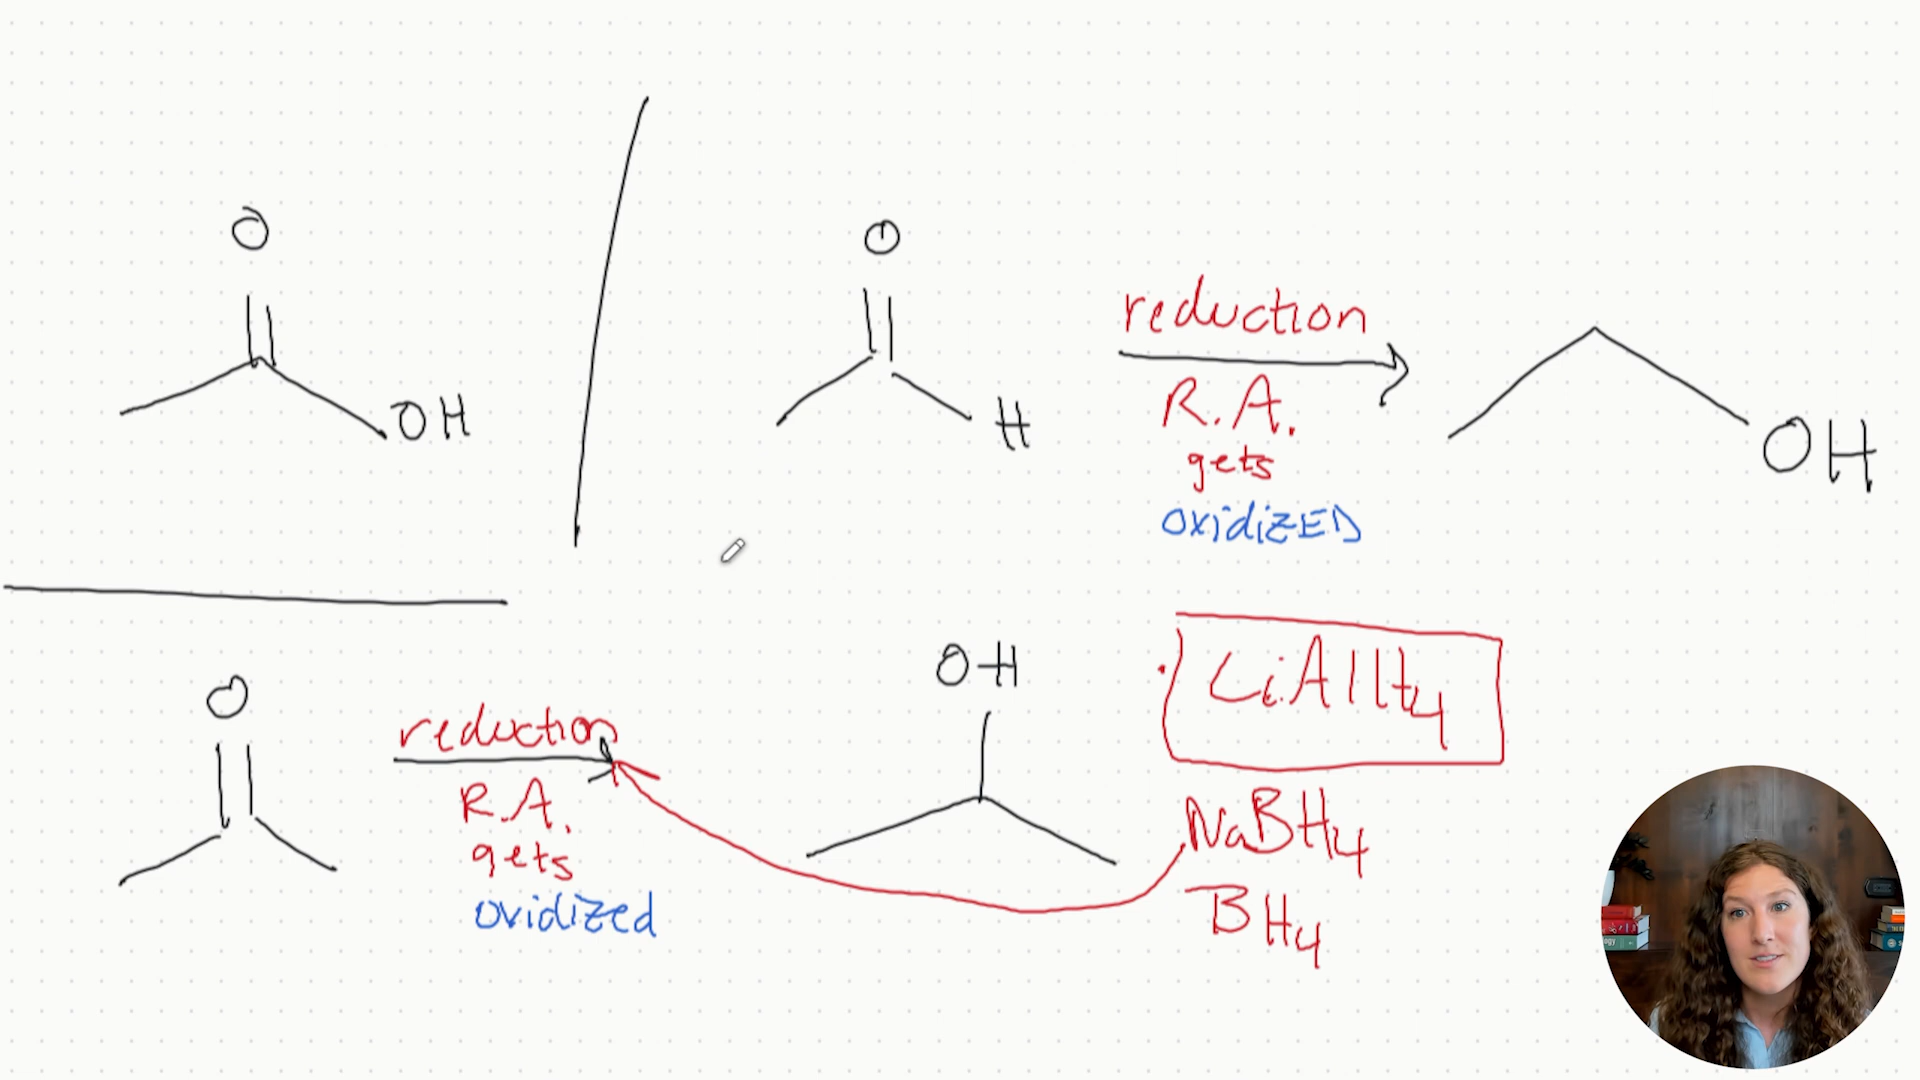 O
OH
O
H
reduction
R.A.
gets
oxidizED
OH
O
reduction
R.A.
gets
oxidized
OH
LiAlH4
NaBH4
BH4